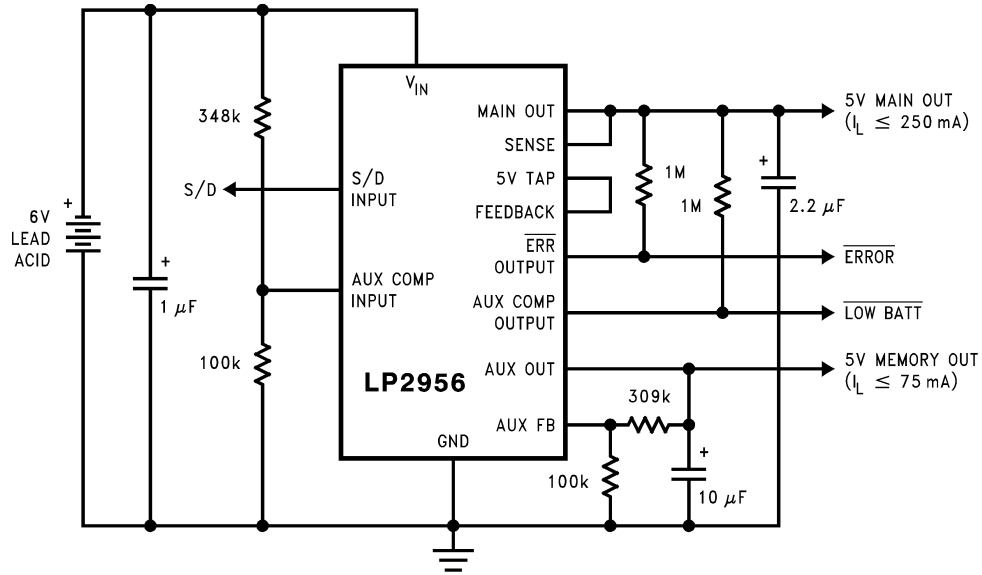 V_IN
MAIN OUT
5V MAIN OUT
(I_L ≤ 250 mA)
348k
SENSE
S/D
S/D
INPUT
5V TAP
1M
1M
FEEDBACK
2.2 μF
+
+
6V
LEAD
ACID
ERR
OUTPUT
ERROR
+
1 μF
AUX COMP
INPUT
AUX COMP
OUTPUT
LOW BATT
100k
LP2956
AUX OUT
5V MEMORY OUT
(I_L ≤ 75 mA)
309k
AUX FB
GND
+
100k
10 μF